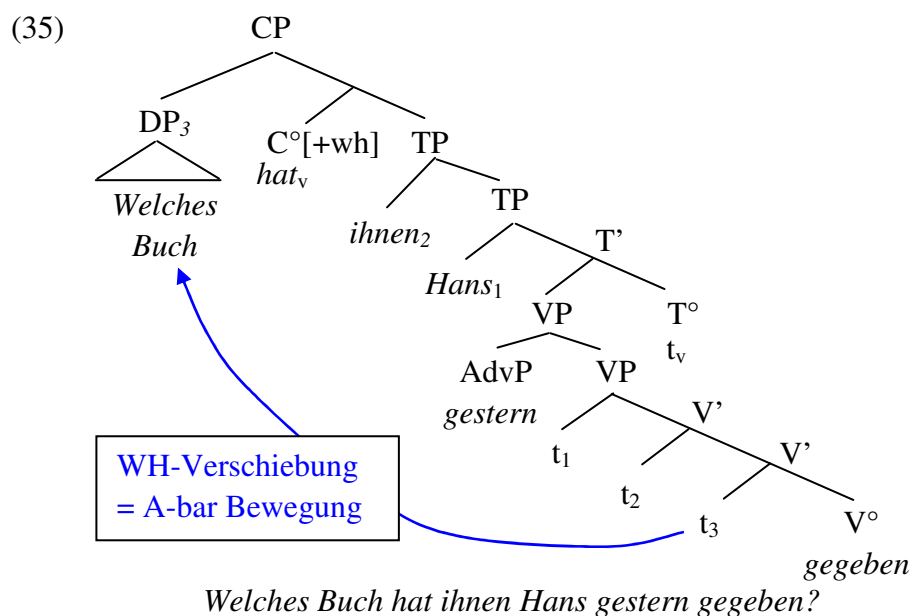 (35)
CP
DP₃
C°[+wh]
TP
hatᵥ
Welches
Buch
TP
ihnen₂
T'
Hans₁
VP
T°
tᵥ
AdvP
VP
gestern
V'
WH-Verschiebung
= A-bar Bewegung
t₁
V'
t₂
t₃
V°
gegeben
Welches Buch hat ihnen Hans gestern gegeben?